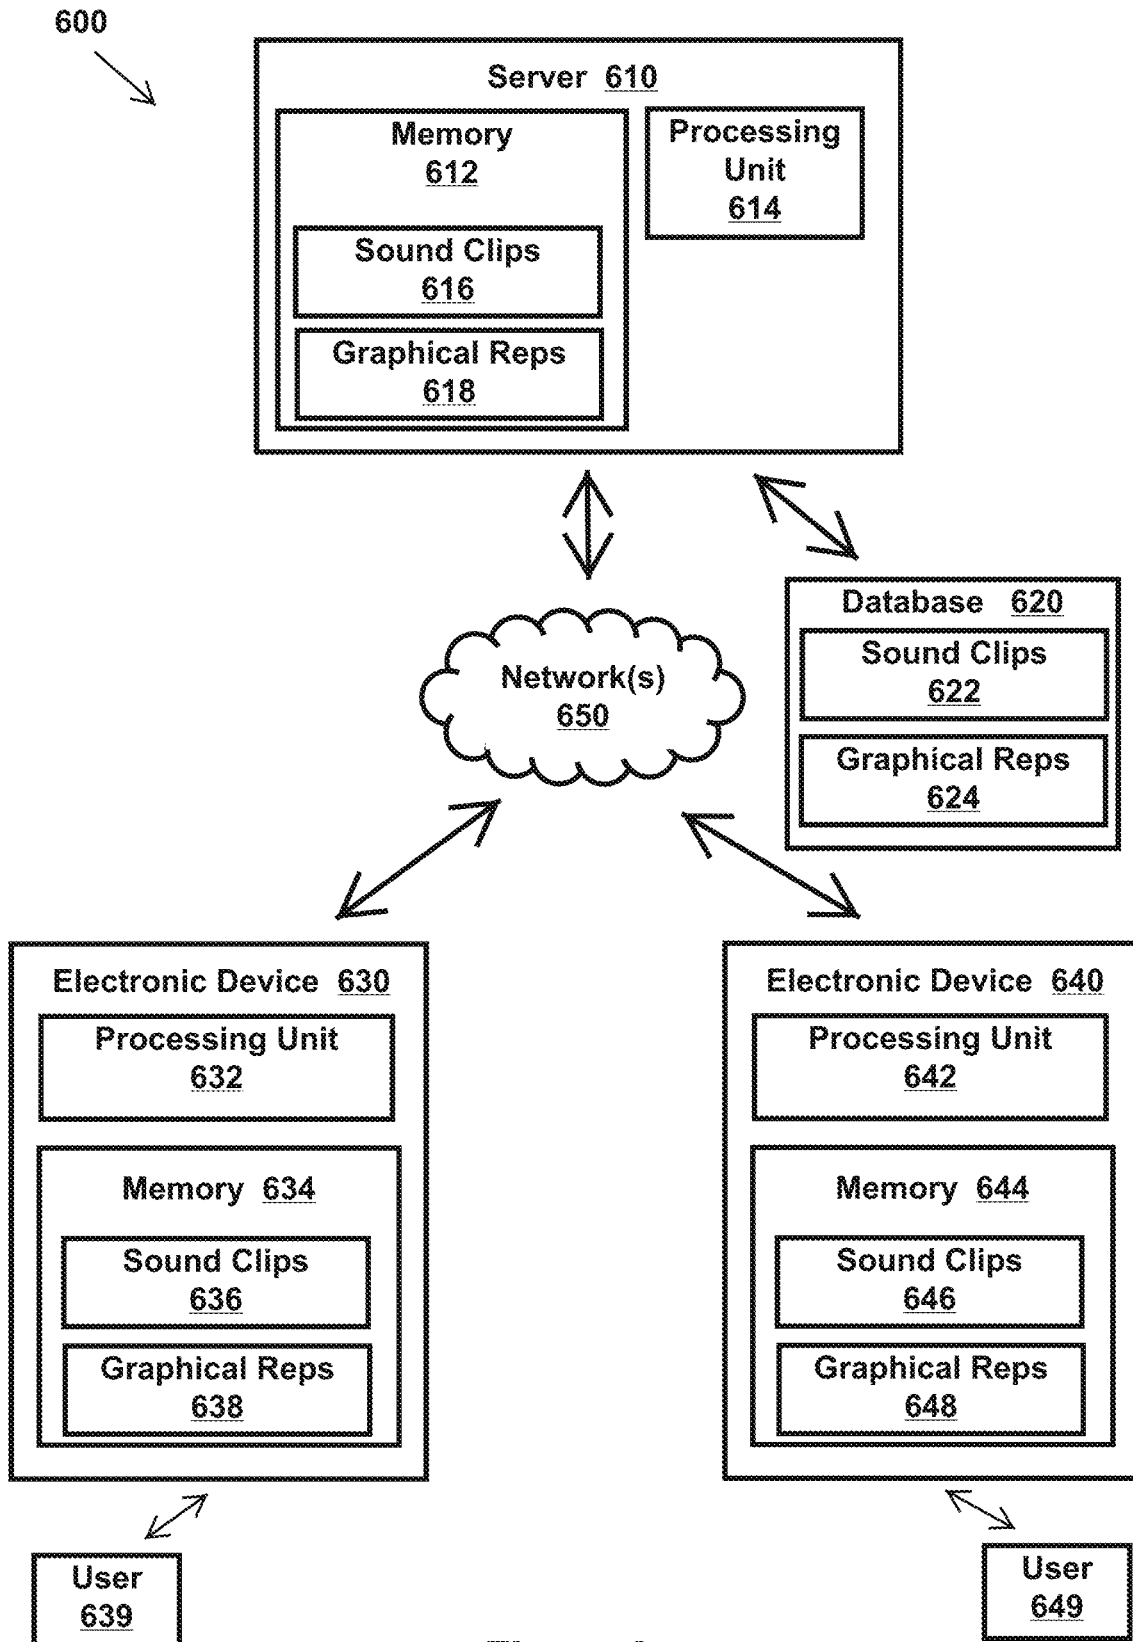 600
Server 610
Memory
612
Processing
Unit
614
Sound Clips
616
Graphical Reps
618
Network(s)
650
Database 620
Sound Clips
622
Graphical Reps
624
Electronic Device 630
Processing Unit
632
Memory 634
Sound Clips
636
Graphical Reps
638
Electronic Device 640
Processing Unit
642
Memory 644
Sound Clips
646
Graphical Reps
648
User
639
User
649